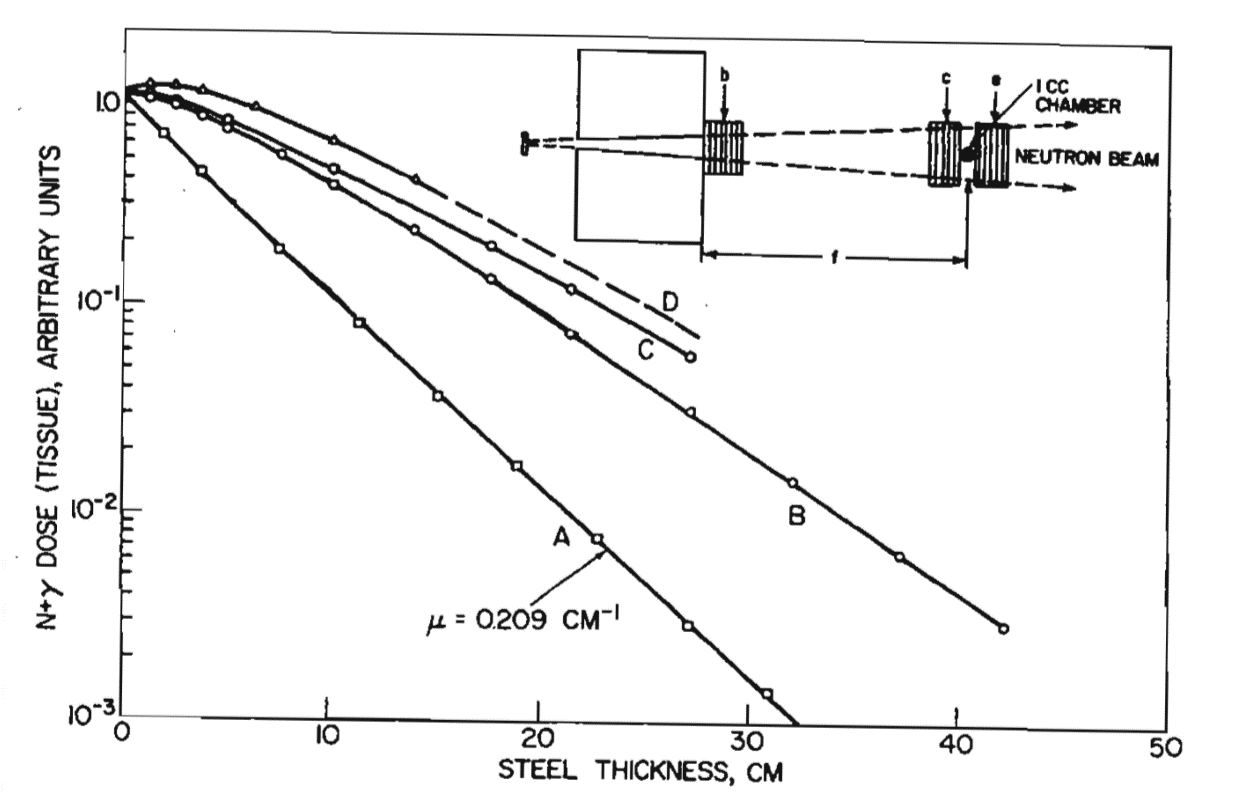 b
c
e
1 CC
CHAMBER
NEUTRON BEAM
f
N+γ DOSE (TISSUE), ARBITRARY UNITS
1.0
10⁻¹
10⁻²
10⁻³
D
C
B
A
μ = 0.209 CM⁻¹
0 10 20 30 40 50
STEEL THICKNESS, CM